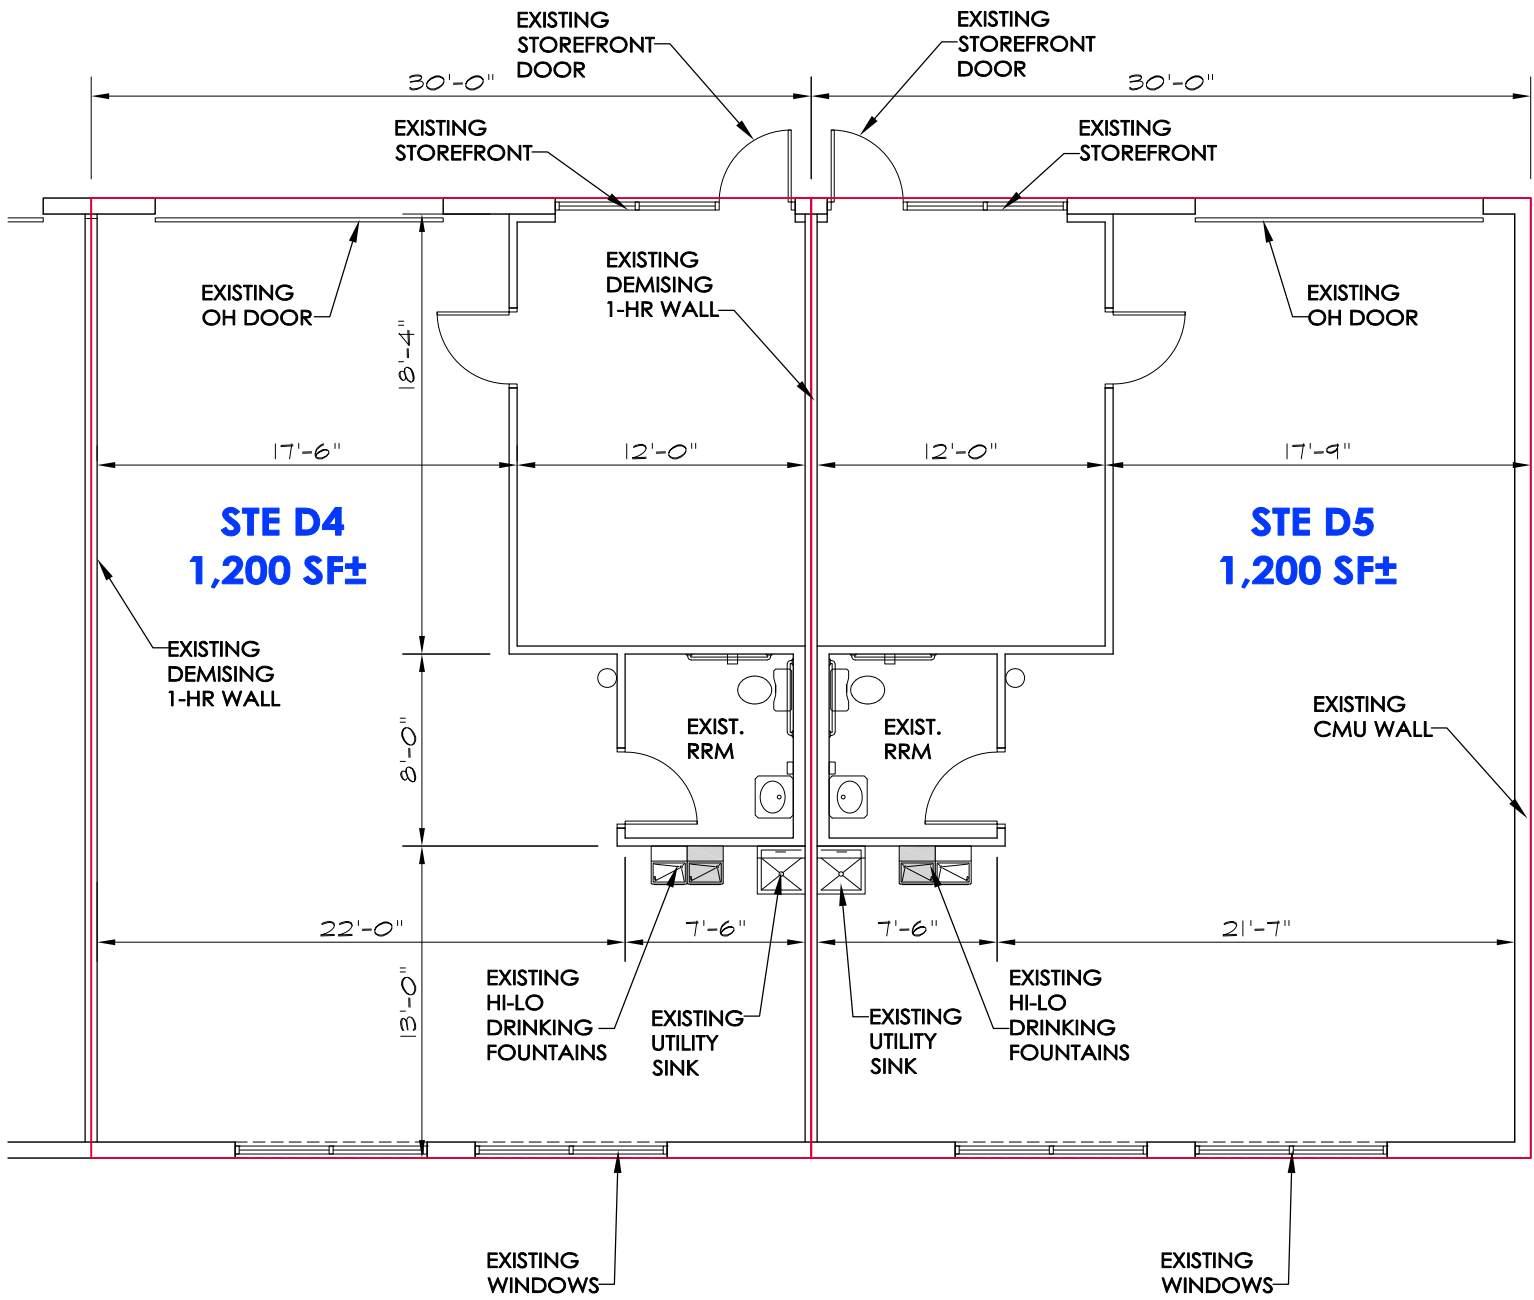 EXISTING
STOREFRONT
DOOR
EXISTING
STOREFRONT
DOOR
30'-0"
30'-0"
EXISTING
STOREFRONT
EXISTING
STOREFRONT
EXISTING
DEMISING
1-HR WALL
EXISTING
OH DOOR
EXISTING
OH DOOR
18'-4"
17'-6"
12'-0"
12'-0"
17'-9"
STE D4
1,200 SF±
STE D5
1,200 SF±
EXISTING
DEMISING
1-HR WALL
EXIST.
RRM
EXIST.
RRM
EXISTING
CMU WALL
8'-0"
22'-0"
7'-6"
7'-6"
21'-7"
13'-0"
EXISTING
HI-LO
DRINKING
FOUNTAINS
EXISTING
UTILITY
SINK
EXISTING
UTILITY
SINK
EXISTING
HI-LO
DRINKING
FOUNTAINS
EXISTING
WINDOWS
EXISTING
WINDOWS